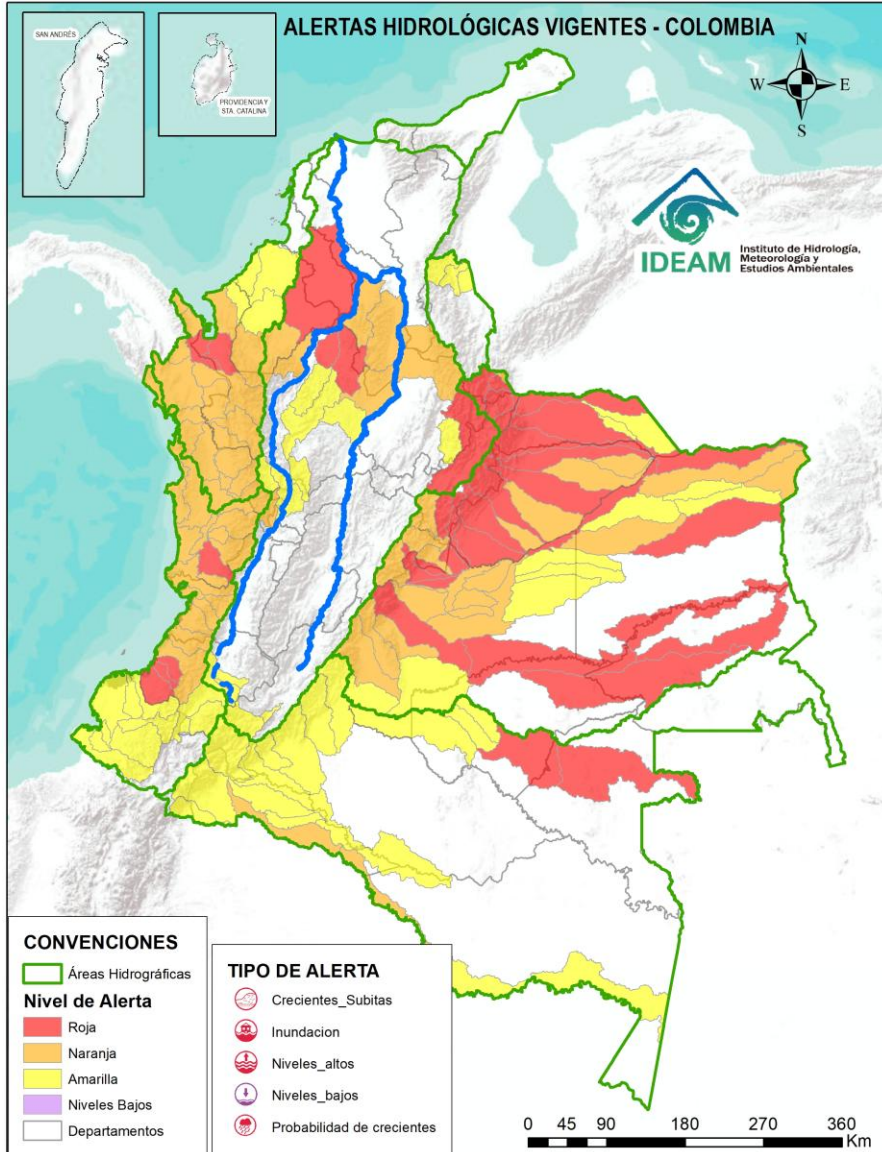 ALERTAS HIDROLÓGICAS VIGENTES - COLOMBIA
SAN ANDRÉS
PROVIDENCIA Y
STA. CATALINA
N
W
E
S
IDEAM
Instituto de Hidrología,
Meteorología y
Estudios Ambientales
CONVENCIONES
Áreas Hidrográficas
Nivel de Alerta
Roja
Naranja
Amarilla
Niveles Bajos
Departamentos
TIPO DE ALERTA
Crecientes_Subitas
Inundacion
Niveles_altos
Niveles_bajos
Probabilidad de crecientes
0 45 90 180 270 360
Km